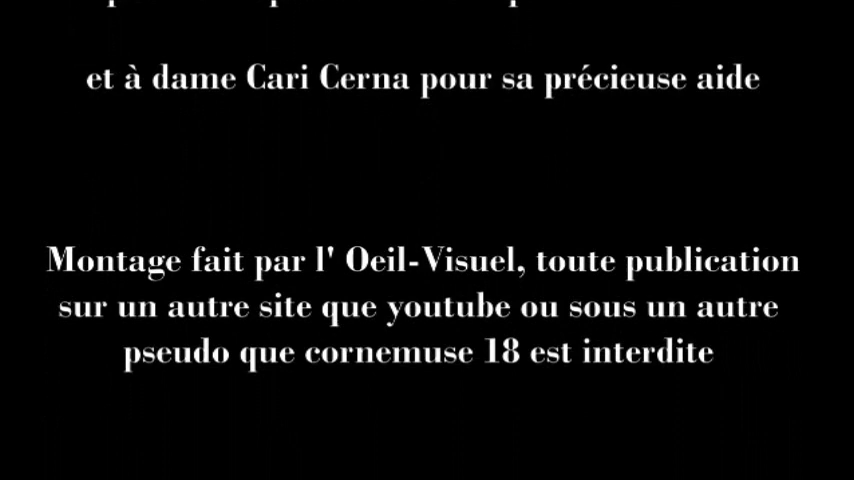 et à dame Cari Cerna pour sa précieuse aide
Montage fait par l' Oeil-Visuel, toute publication
sur un autre site que youtube ou sous un autre
pseudo que cornemuse 18 est interdite